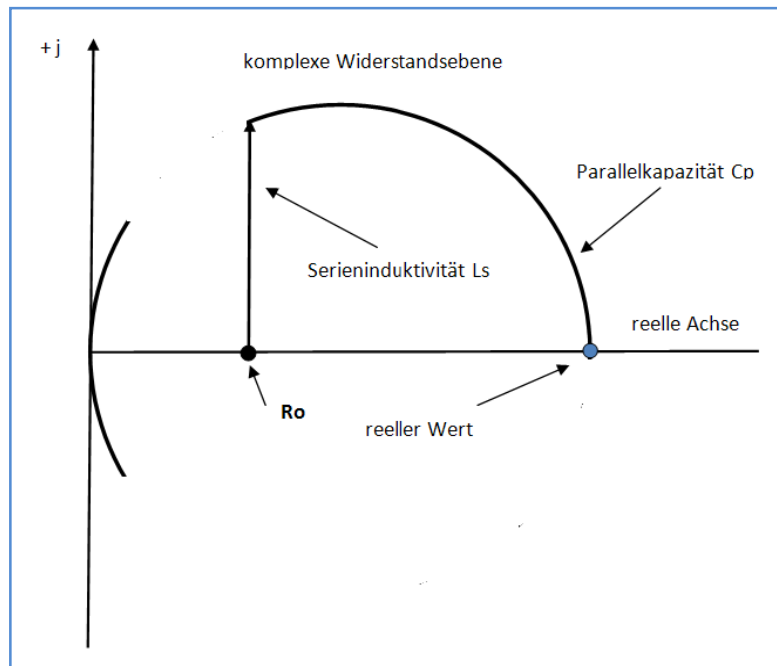 +j
komplexe Widerstandsebene
Parallelkapazität Cp
Serieninduktivität Ls
reelle Achse
Ro
reeller Wert